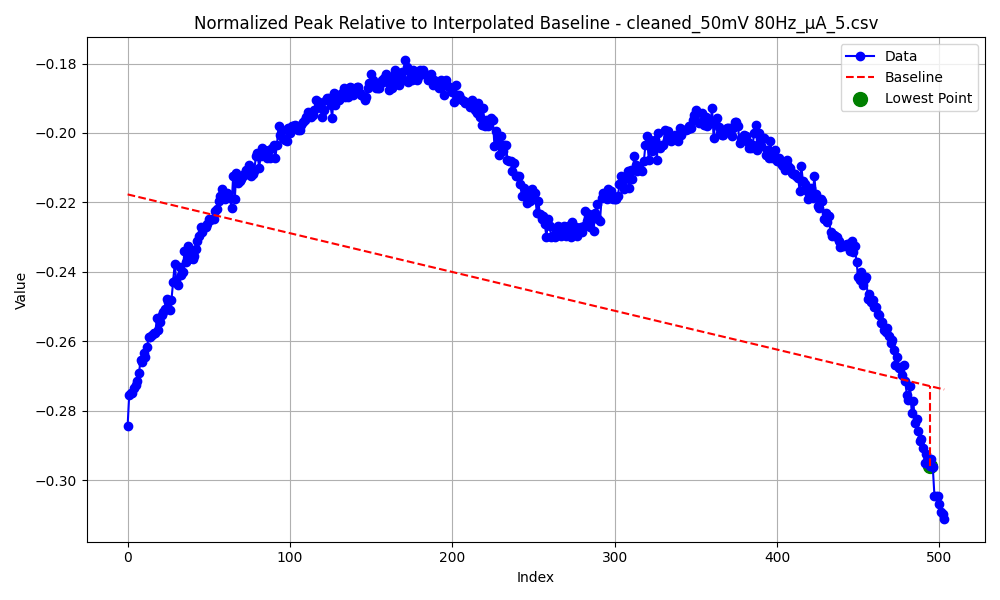 Normalized Peak Relative to Interpolated Baseline - cleaned_50mV 80Hz_μA_5.csv
Data
Baseline
Lowest Point
−0.18
−0.20
−0.22
−0.24
−0.26
−0.28
−0.30
Value
0
100
200
300
400
500
Index